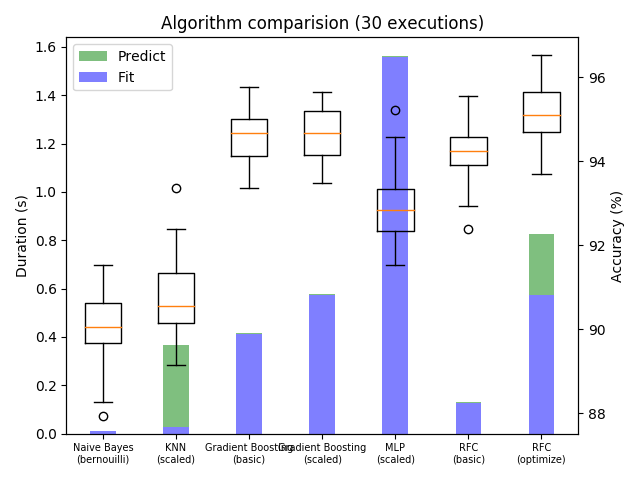 Algorithm comparision (30 executions)
Predict
Fit
Duration (s)
1.6
1.4
1.2
1.0
0.8
0.6
0.4
0.2
0.0
Accuracy (%)
96
94
92
90
88
Naive Bayes
(bernouilli)
KNN
(scaled)
Gradient Boosting
(basic)
Gradient Boosting
(scaled)
MLP
(scaled)
RFC
(basic)
RFC
(optimize)